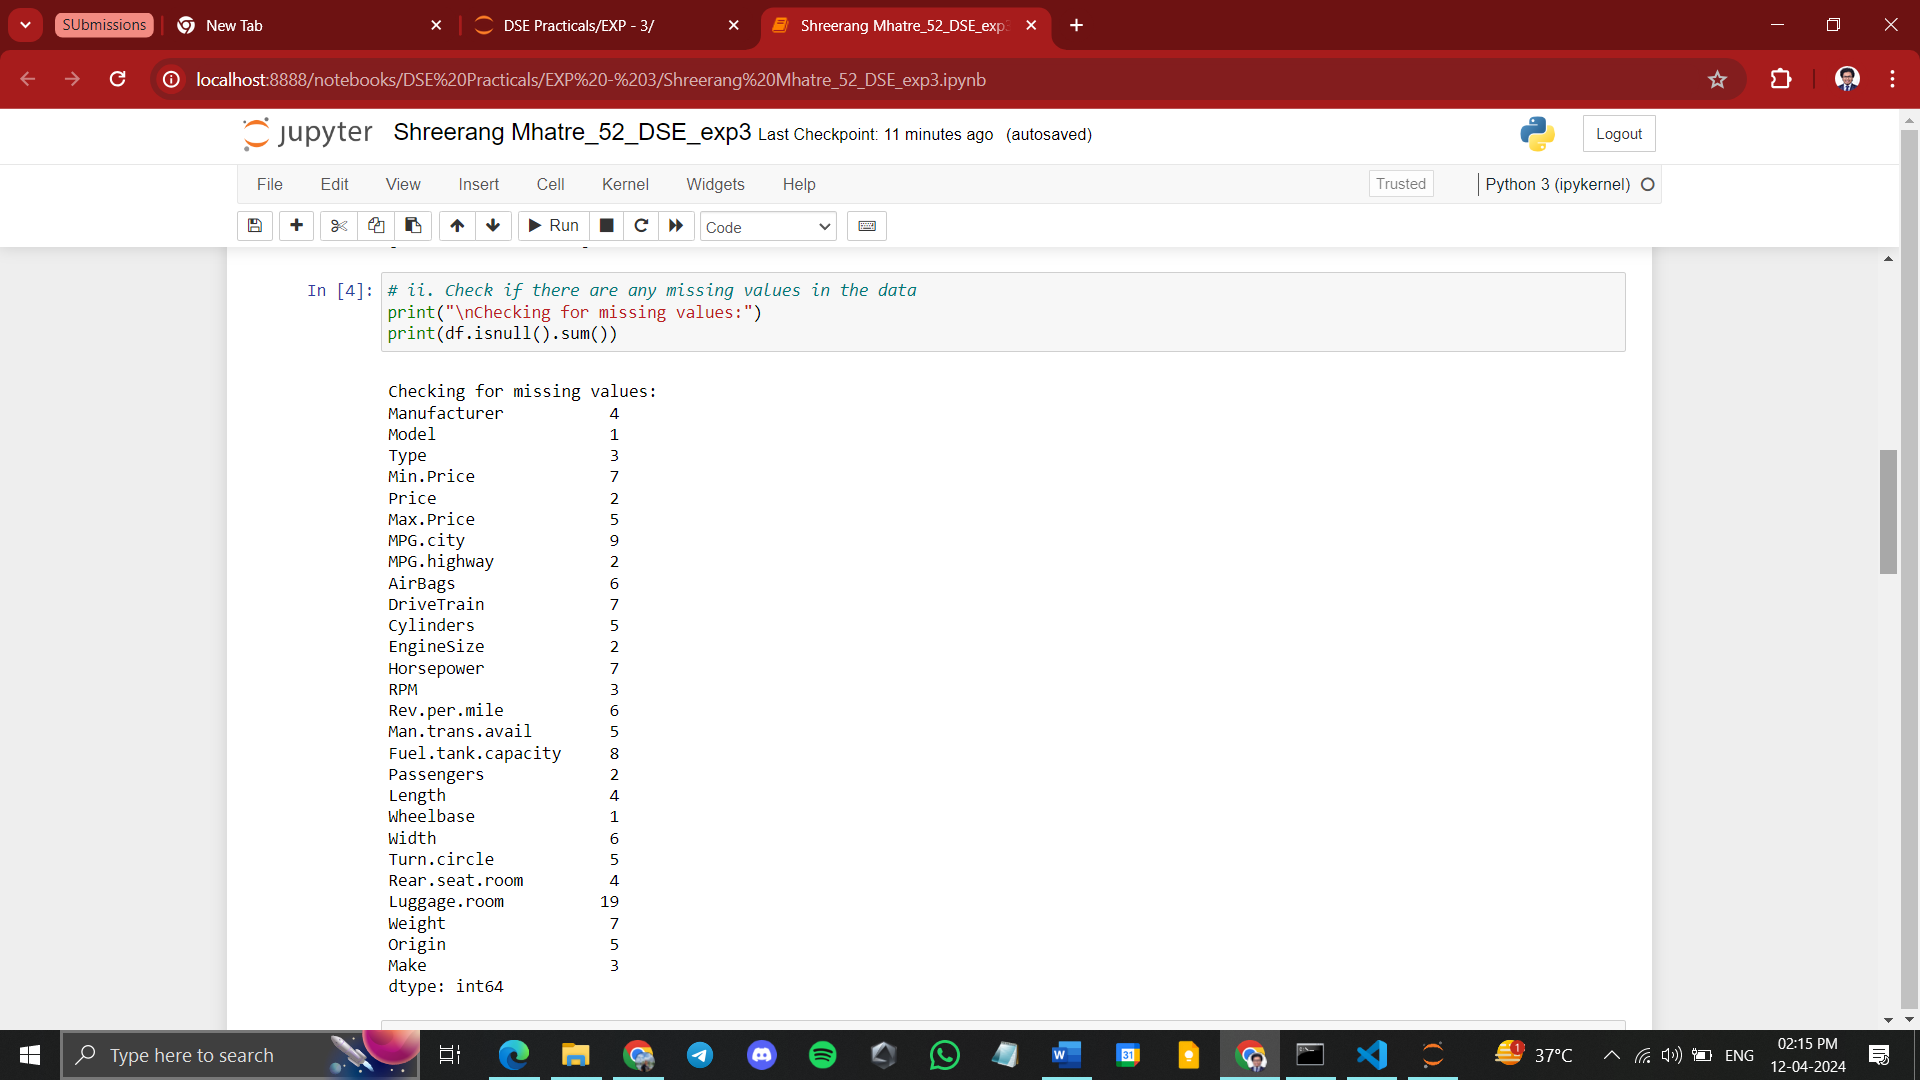 SUbmissions New Tab DSE Practicals/EXP - 3/ Shreerang Mhatre_52_DSE_exp3
localhost:8888/notebooks/DSE%20Practicals/EXP%20-%203/Shreerang%20Mhatre_52_DSE_exp3.ipynb
jupyter Shreerang Mhatre_52_DSE_exp3 Last Checkpoint: 11 minutes ago (autosaved) Logout
File Edit View Insert Cell Kernel Widgets Help Trusted Python 3 (ipykernel)
Run Code
In [4]: # ii. Check if there are any missing values in the data
print("\nChecking for missing values:")
print(df.isnull().sum())
Checking for missing values:
Manufacturer 4
Model 1
Type 3
Min.Price 7
Price 2
Max.Price 5
MPG.city 9
MPG.highway 2
AirBags 6
DriveTrain 7
Cylinders 5
EngineSize 2
Horsepower 7
RPM 3
Rev.per.mile 6
Man.trans.avail 5
Fuel.tank.capacity 8
Passengers 2
Length 4
Wheelbase 1
Width 6
Turn.circle 5
Rear.seat.room 4
Luggage.room 19
Weight 7
Origin 5
Make 3
dtype: int64
Type here to search 31 1 37°C ENG 02:15 PM
12-04-2024